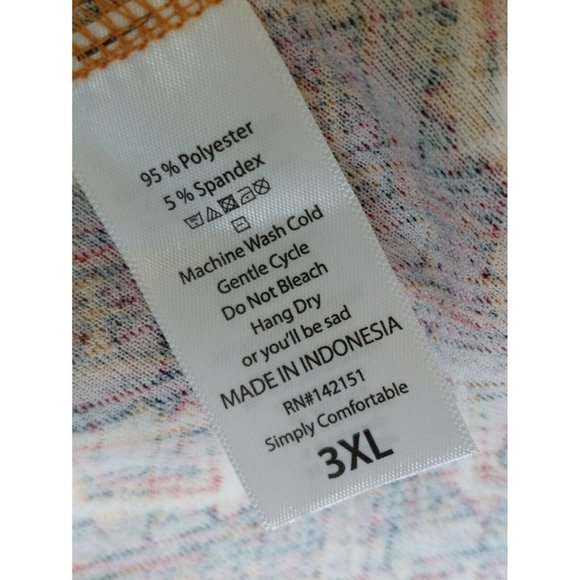 95 % Polyester
5 % Spandex
Machine Wash Cold
Gentle Cycle
Do Not Bleach
Hang Dry
or you'll be sad
MADE IN INDONESIA
RN#142151
Simply Comfortable
3XL